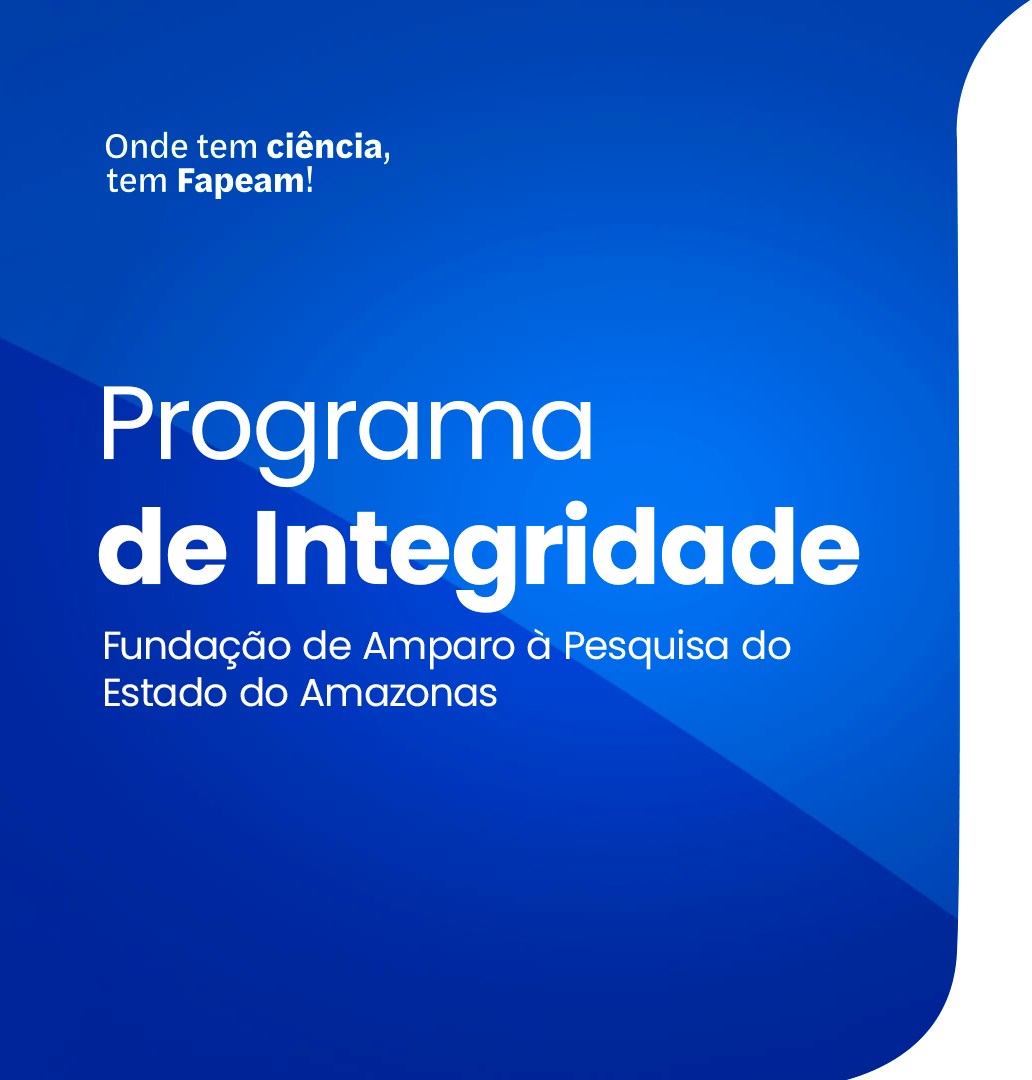 Onde tem ciência,
tem Fapeam!
Programa
de Integridade
Fundação de Amparo à Pesquisa do
Estado do Amazonas